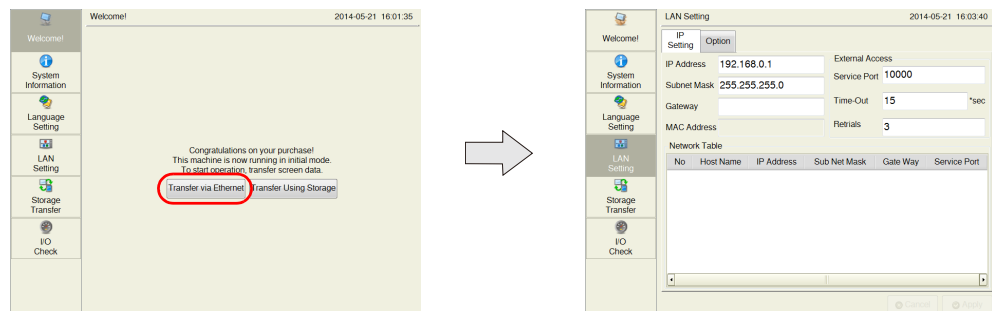 Welcome!
2014-05-21 16:01:35
Welcome!
System
Information
Language
Setting
LAN
Setting
Storage
Transfer
I/O
Check
Congratulations on your purchase!
This machine is now running in initial mode.
To start operation, transfer screen data.
Transfer via Ethernet
Transfer Using Storage
LAN Setting
2014-05-21 16:03:40
Welcome!
System
Information
Language
Setting
LAN
Setting
Storage
Transfer
I/O
Check
IP
Setting
Option
IP Address 192.168.0.1
Subnet Mask 255.255.255.0
Gateway
MAC Address
External Access
Service Port 10000
Time-Out 15 *sec
Retrials 3
Network Table
No Host Name IP Address Sub Net Mask Gate Way Service Port
Cancel Apply